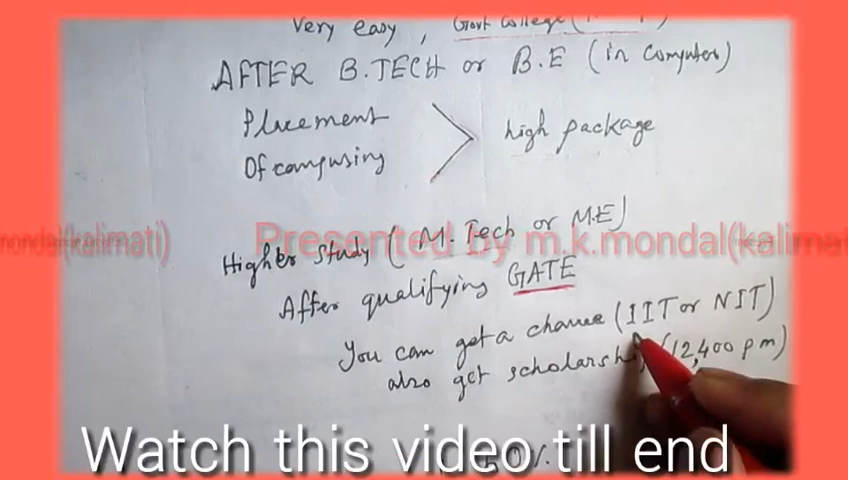 Very easy, Govt College(
AFTER B.TECH or B.E (in Computer)
Placement
Of campusing
high package
mondal(kalimati) Presented by m.k.mondal(kalimati
Higher study (M.Tech or M.E)
After qualifying GATE
You can get a chance (IIT or NIT)
also get scholarsh (12,400 pm)
Watch this video till end